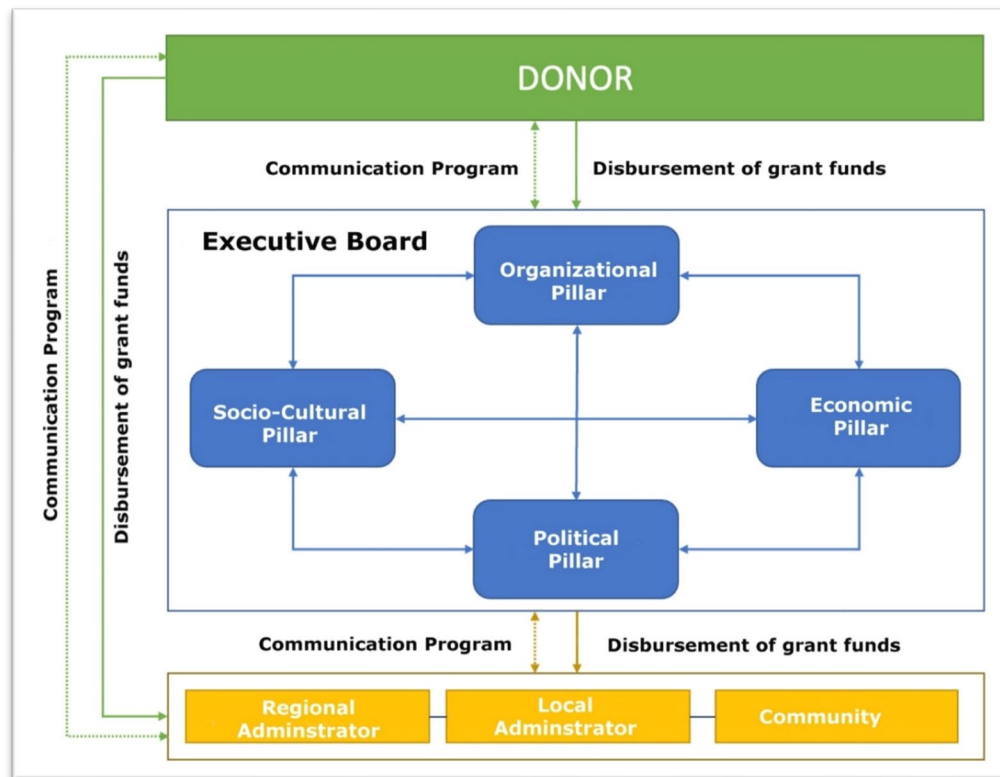 DONOR
Communication Program
Disbursement of grant funds
Executive Board
Organizational
Pillar
Socio-Cultural
Pillar
Economic
Pillar
Political
Pillar
Communication Program
Disbursement of grant funds
Communication Program
Disbursement of grant funds
Regional
Adminstrator
Local
Adminstrator
Community